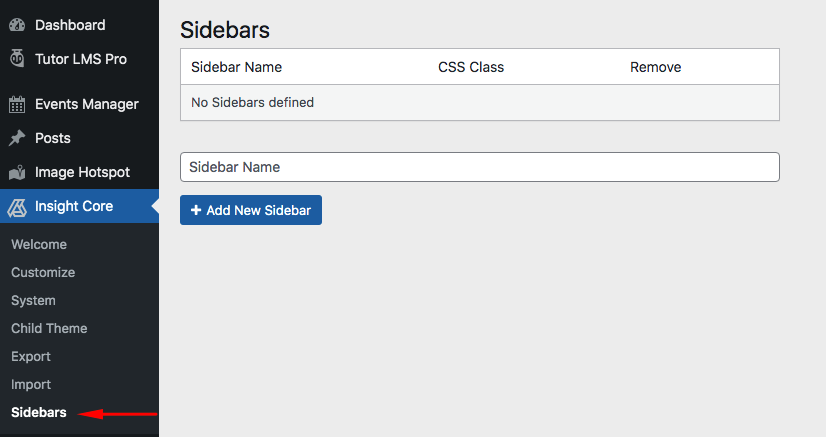 Dashboard
Tutor LMS Pro
Events Manager
Posts
Image Hotspot
Insight Core
Welcome
Customize
System
Child Theme
Export
Import
Sidebars
Sidebars
Sidebar Name CSS Class Remove
No Sidebars defined
Sidebar Name
+ Add New Sidebar